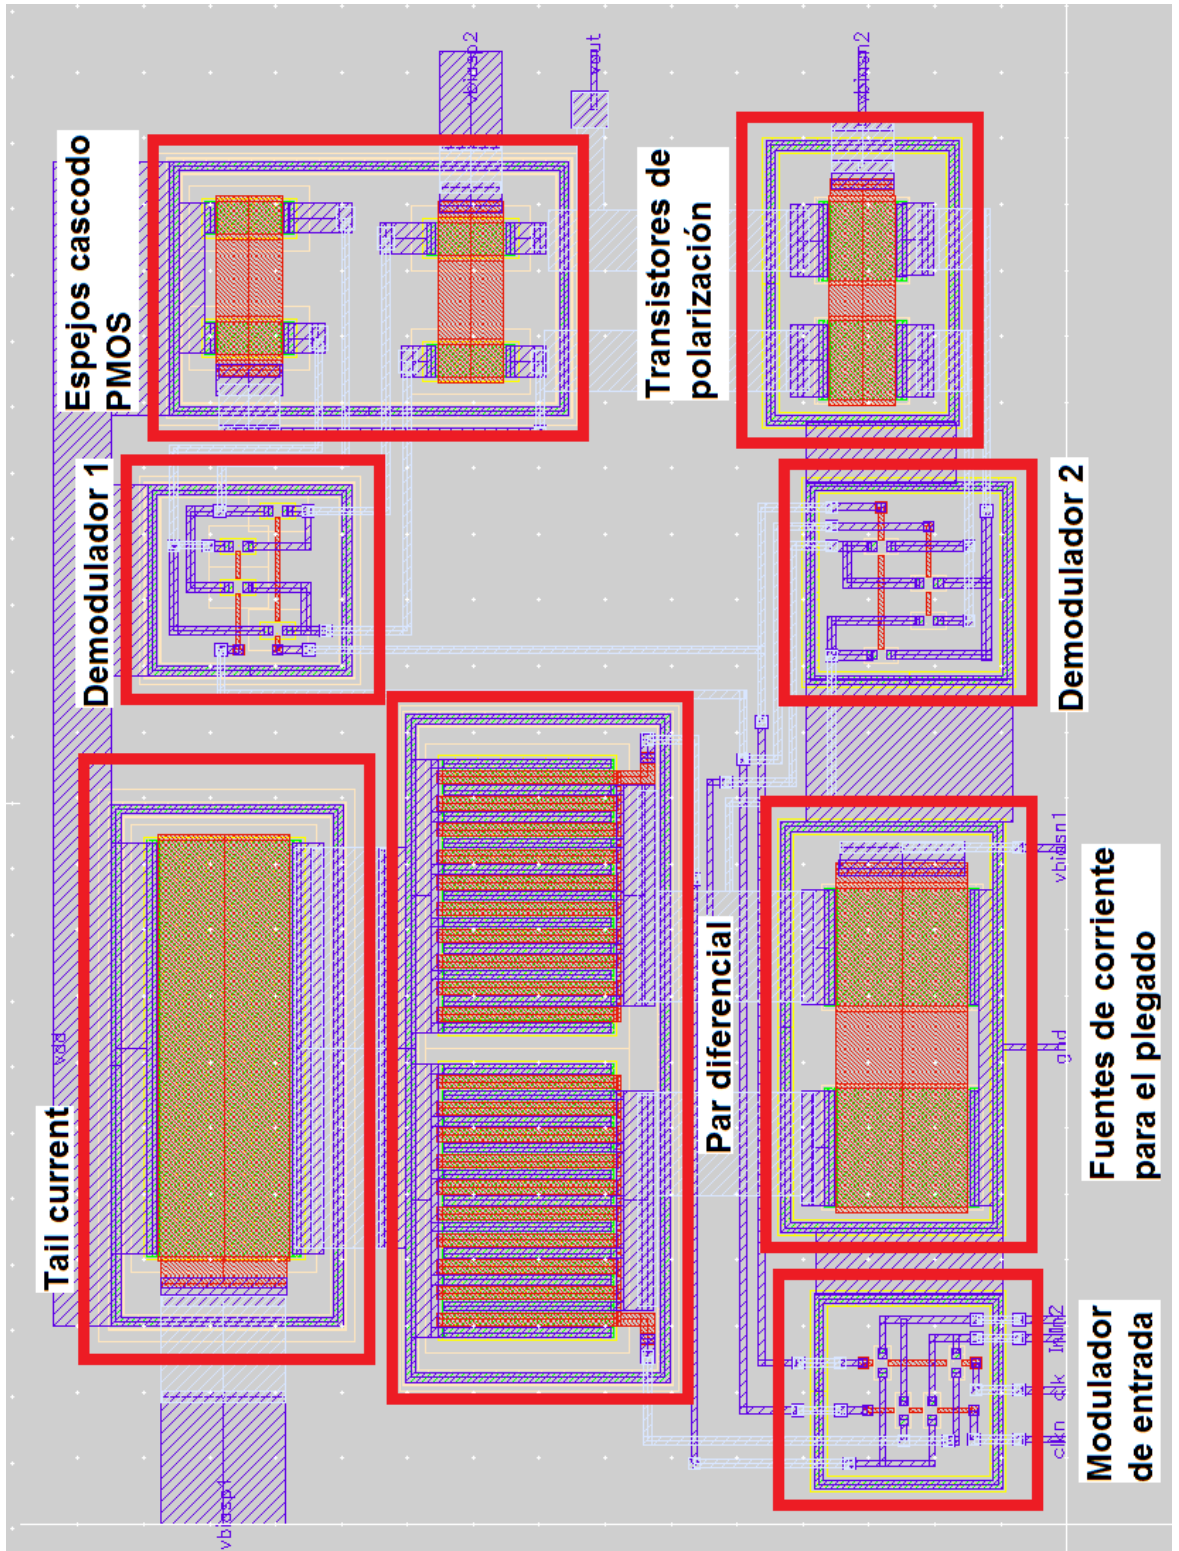 vbiasp2
vout
vbiasn2
Espejos cascodo
PMOS
Transistores de
polarización
Demodulador 1
Demodulador 2
vdd
Tail current
Par diferencial
vbiasn1
gnd
Fuentes de corriente
para el plegado
vbiasp1
In2
clk
clkn
Modulador
de entrada